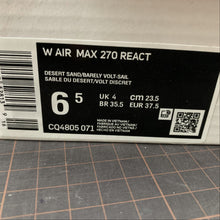 W AIR MAX 270 REACT
DESERT SAND/BARELY VOLT-SAIL
SABLE OU DESERT/VOLT DISCRET
6 5
UK 4
CM 23.5
BR 35.5
EUR 37.5
CQ4805 071
MADE IN VIETNAM